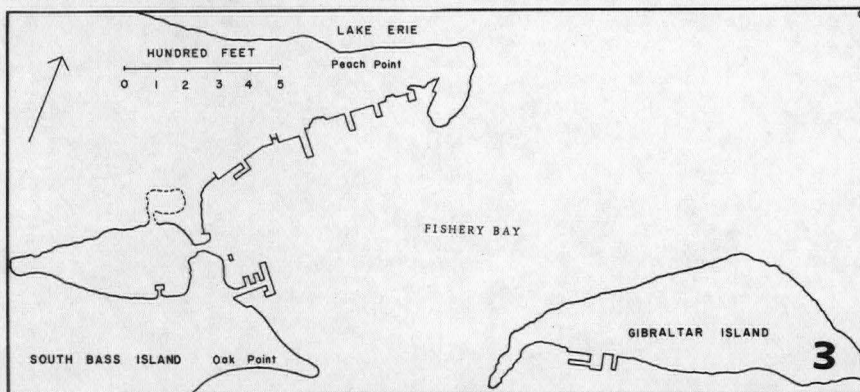 LAKE ERIE
HUNDRED FEET
Peach Point
0 1 2 3 4 5
FISHERY BAY
GIBRALTAR ISLAND
SOUTH BASS ISLAND Oak Point
3